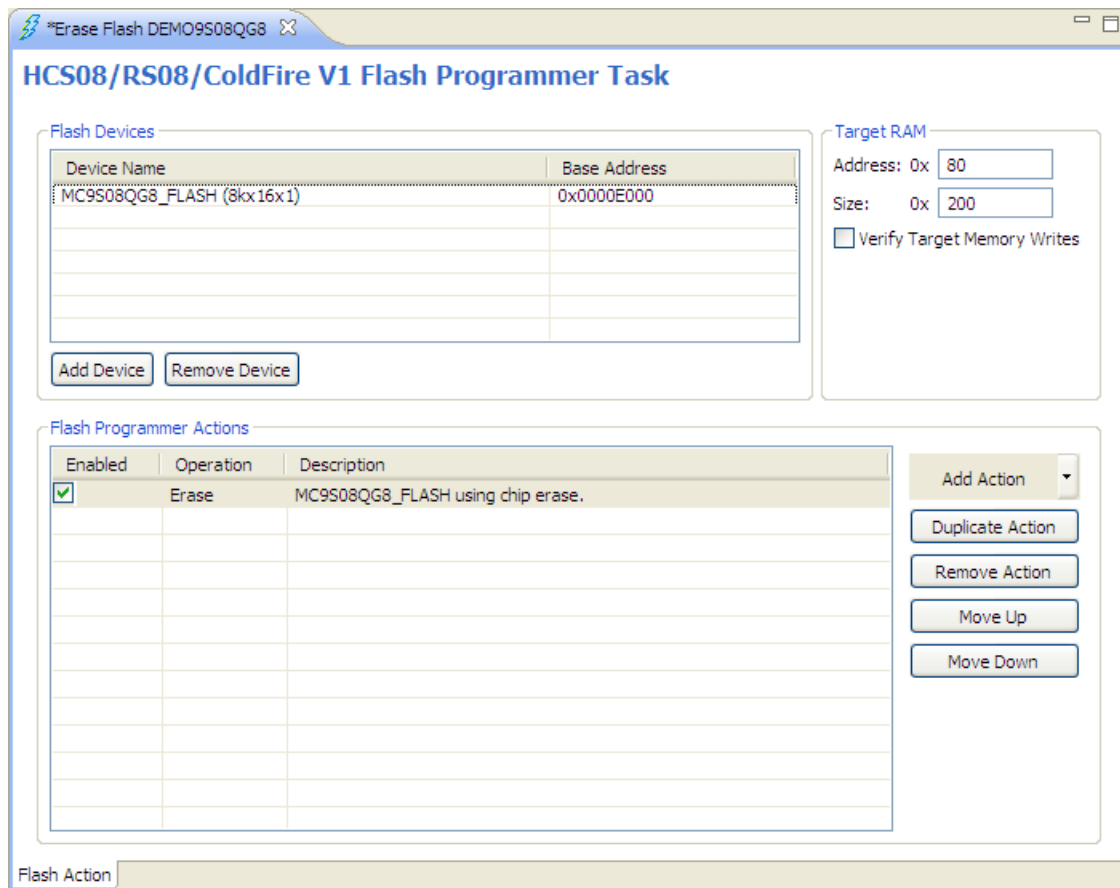 *Erase Flash DEMO9S08QG8
HCS08/RS08/ColdFire V1 Flash Programmer Task
Flash Devices
Device Name Base Address
MC9S08QG8_FLASH (8kx16x1) 0x0000E000
Add Device Remove Device
Target RAM
Address: 0x 80
Size: 0x 200
Verify Target Memory Writes
Flash Programmer Actions
Enabled Operation Description
Erase MC9S08QG8_FLASH using chip erase.
Add Action
Duplicate Action
Remove Action
Move Up
Move Down
Flash Action